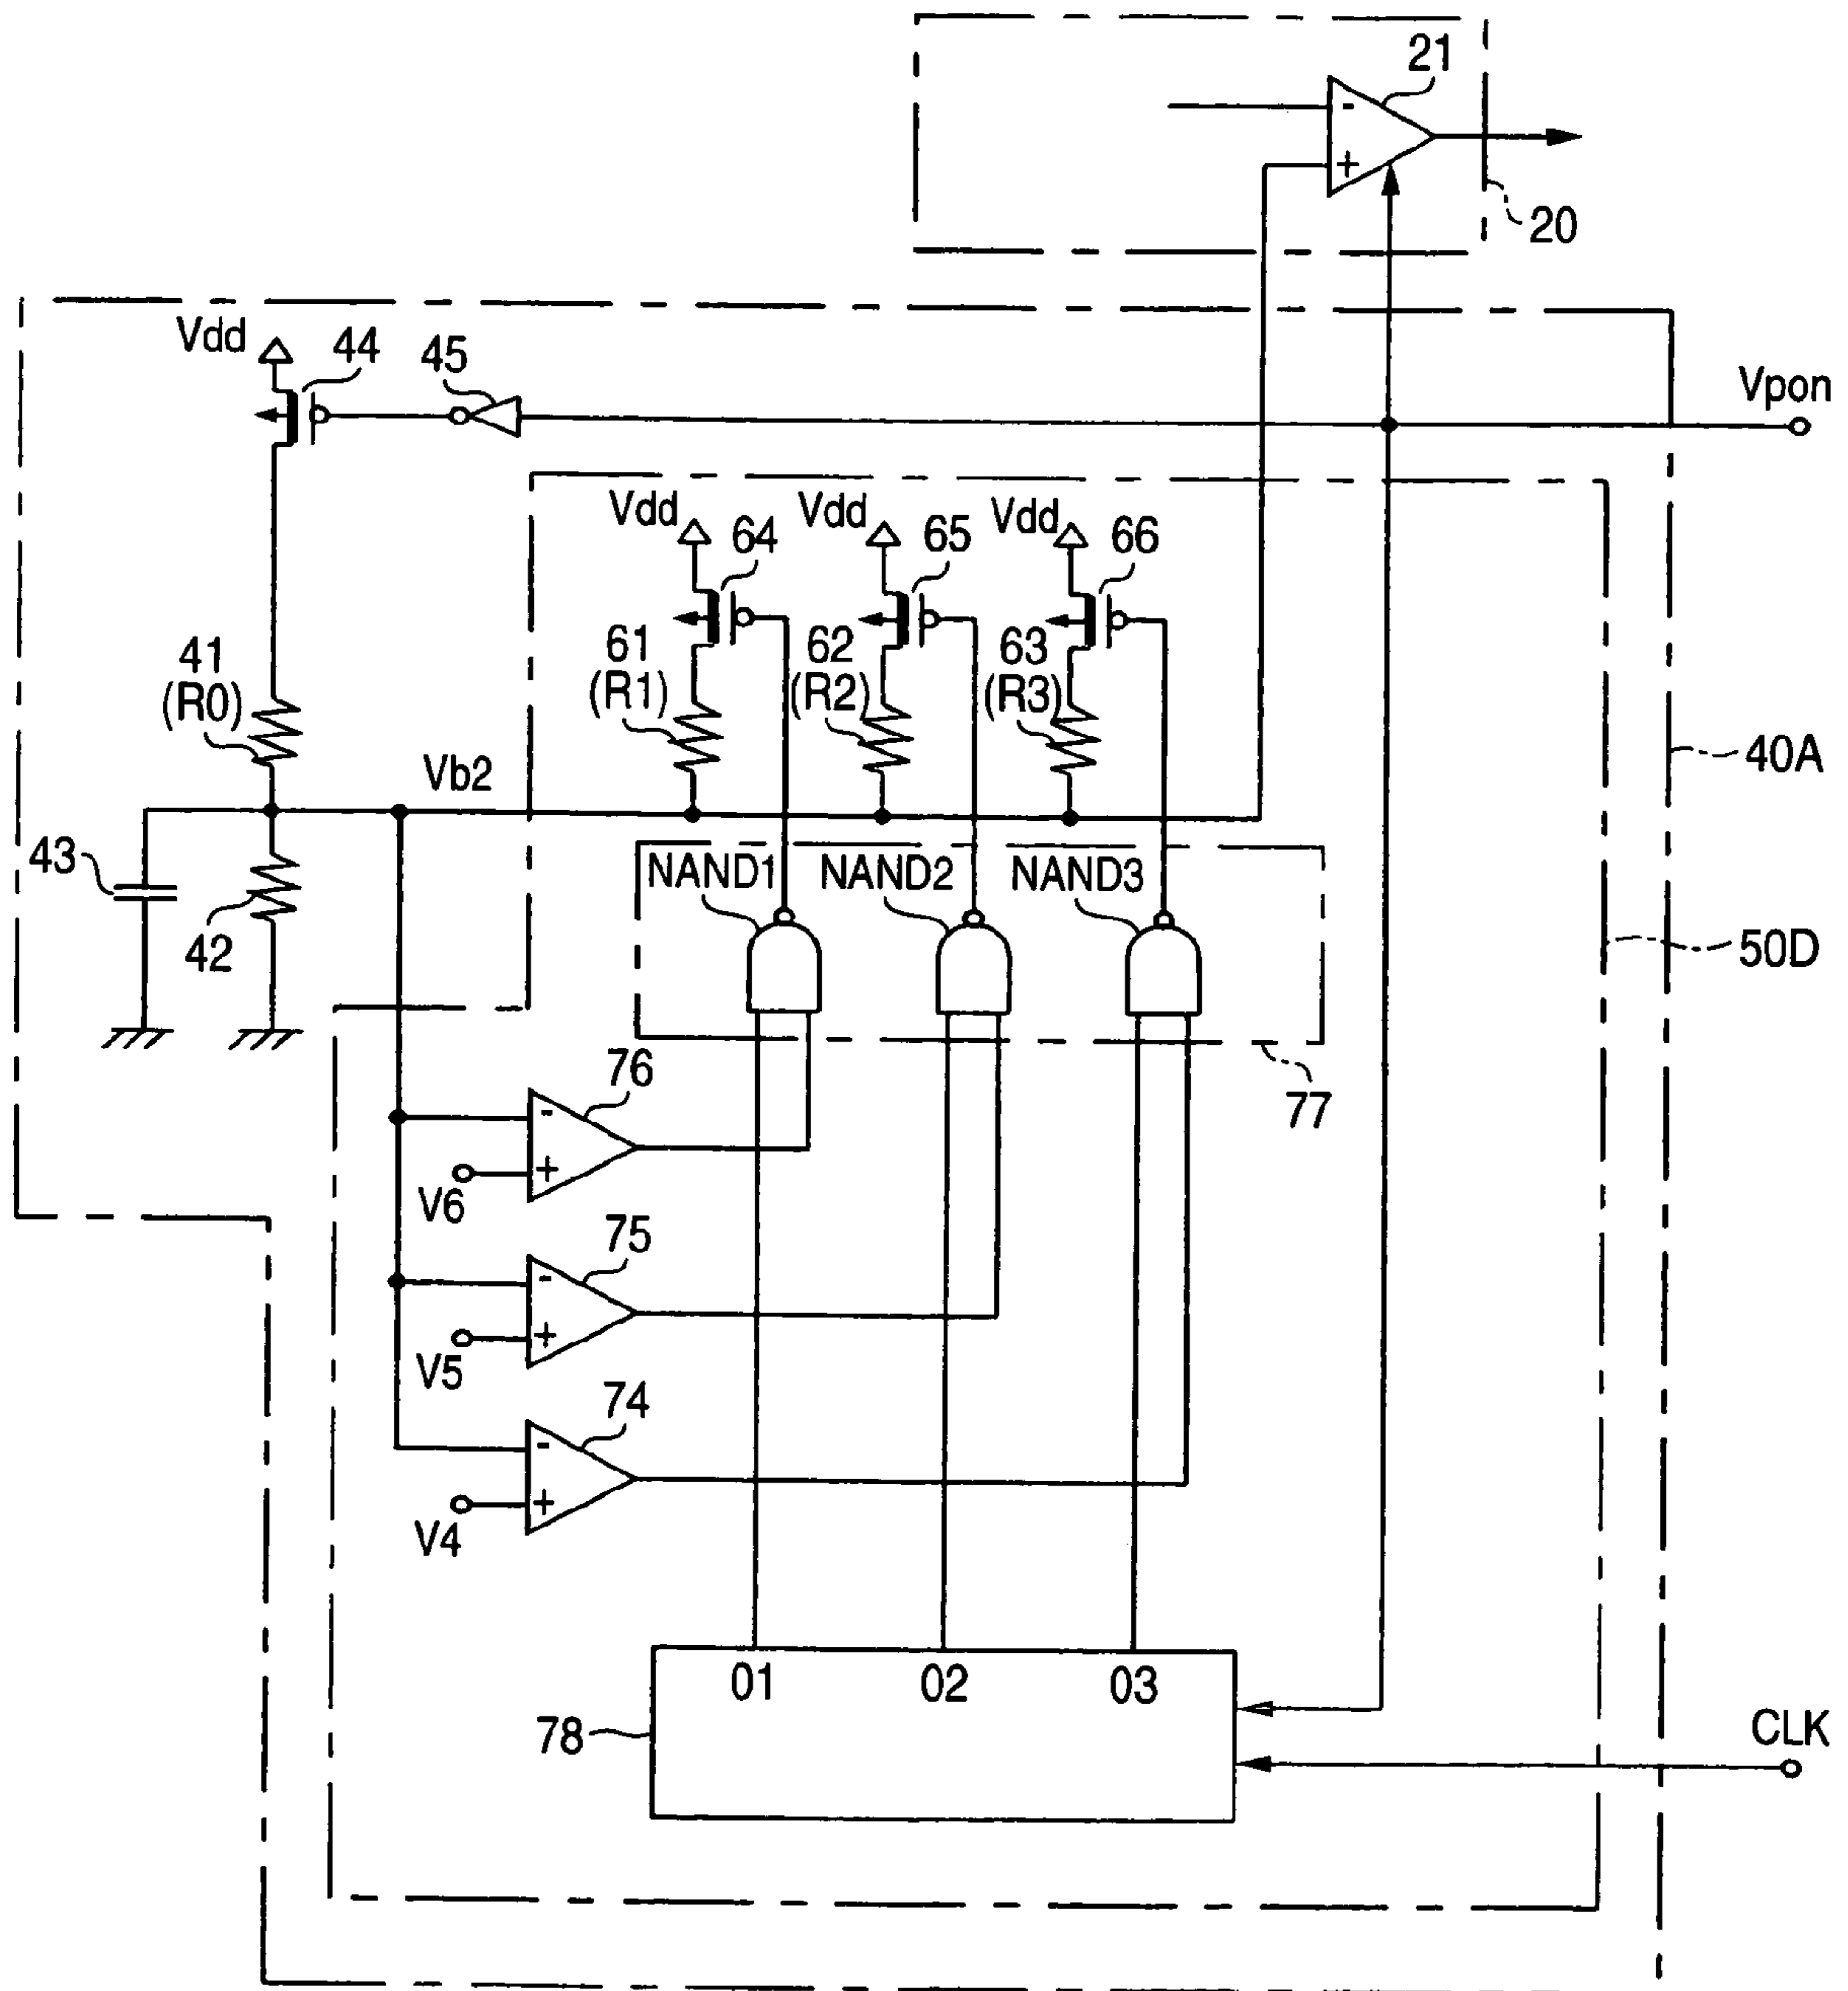 21
-
+
20
Vdd
44
45
Vpon
Vdd
64
Vdd
65
Vdd
66
41
(R0)
61
(R1)
62
(R2)
63
(R3)
Vb2
40A
43
42
NAND1
NAND2
NAND3
50D
77
76
-
+
V6
75
-
+
V5
74
-
+
V4
01
02
03
78
CLK